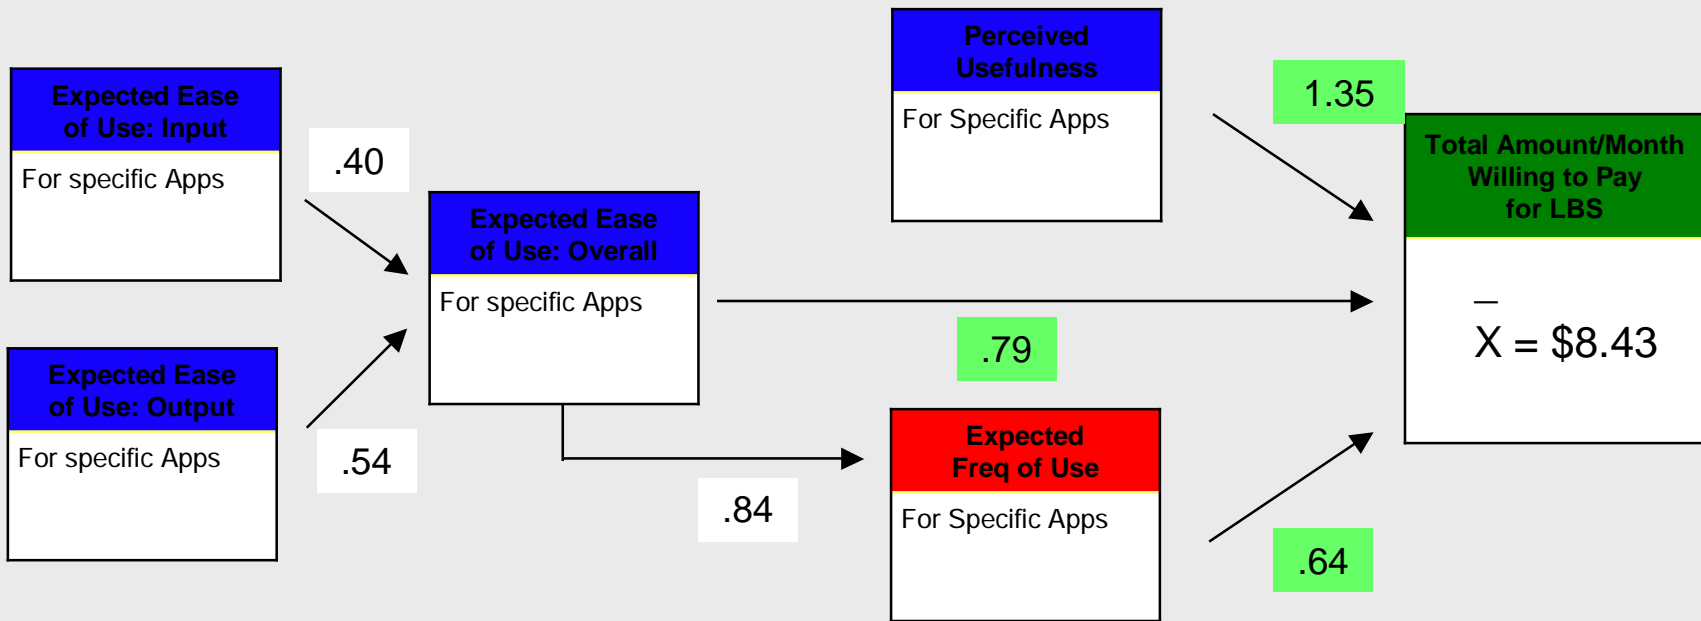 Expected Ease
of Use: Input
For specific Apps
.40
Expected Ease
of Use: Output
For specific Apps
.54
Expected Ease
of Use: Overall
For specific Apps
.84
.79
Perceived
Usefulness
For Specific Apps
1.35
Expected
Freq of Use
For Specific Apps
.64
Total Amount/Month
Willing to Pay
for LBS
_
X = $8.43